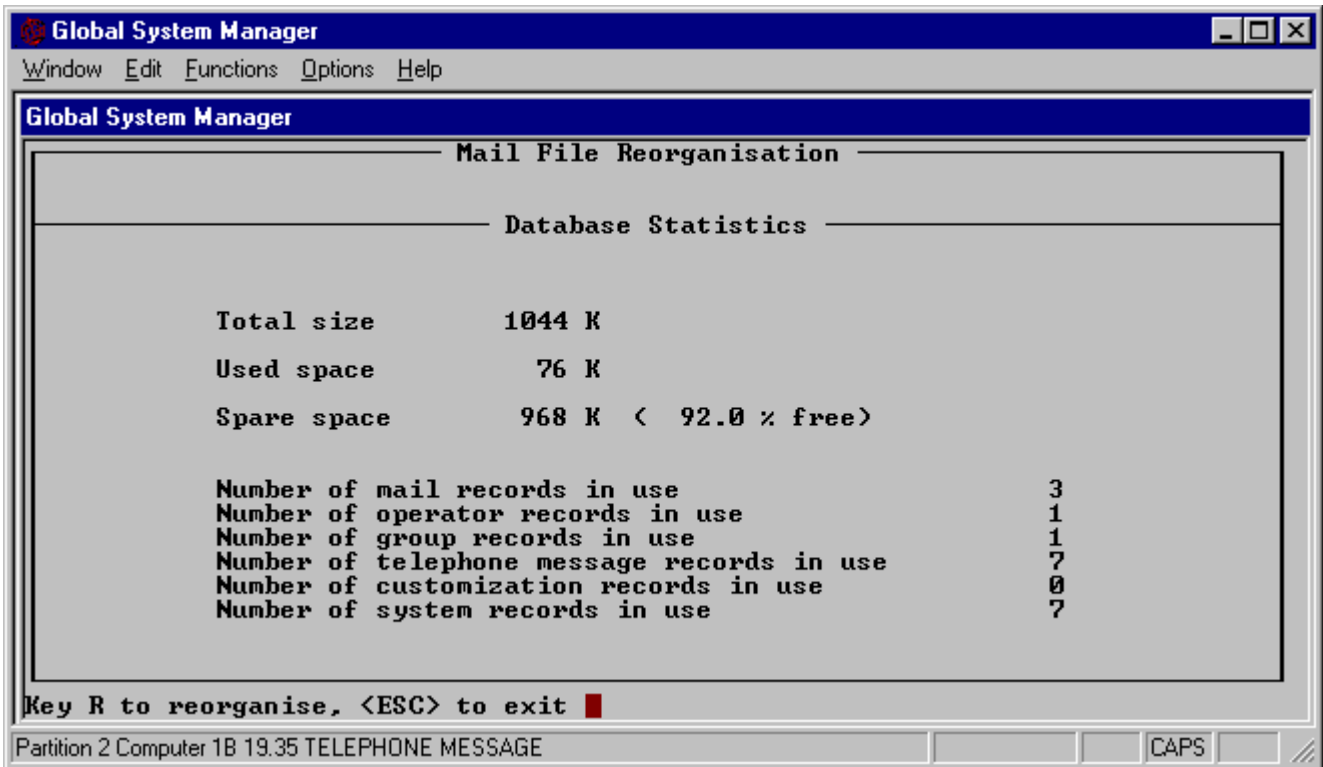 Global System Manager
Window Edit Functions Options Help
Global System Manager
Mail File Reorganisation
Database Statistics
Total size 1044 K
Used space 76 K
Spare space 968 K ( 92.0 % free)
Number of mail records in use 3
Number of operator records in use 1
Number of group records in use 1
Number of telephone message records in use 7
Number of customization records in use 0
Number of system records in use 7
Key R to reorganise, <ESC> to exit
Partition 2 Computer 1B 19.35 TELEPHONE MESSAGE CAPS